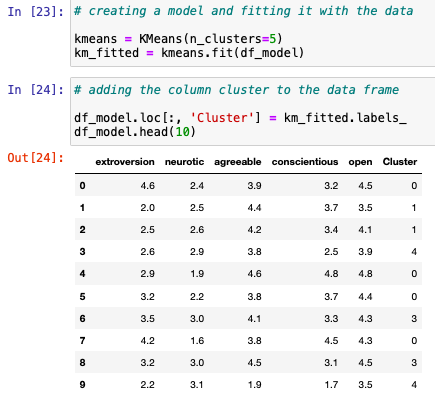 In [23]: # creating a model and fitting it with the data
kmeans = KMeans(n_clusters=5)
km_fitted = kmeans.fit(df_model)
In [24]: # adding the column cluster to the data frame
df_model.loc[:, 'Cluster'] = km_fitted.labels_
df_model.head(10)
Out[24]:
extroversion neurotic agreeable conscientious open Cluster
0 4.6 2.4 3.9 3.2 4.5 0
1 2.0 2.5 4.4 3.7 3.5 1
2 2.5 2.6 4.2 3.4 4.1 1
3 2.6 2.9 3.8 2.5 3.9 4
4 2.9 1.9 4.6 4.8 4.8 0
5 3.2 2.2 3.8 3.7 4.4 0
6 3.5 3.0 4.1 3.3 4.3 3
7 4.2 1.6 3.8 4.5 4.3 0
8 3.2 3.0 4.5 3.1 4.5 3
9 2.2 3.1 1.9 1.7 3.5 4